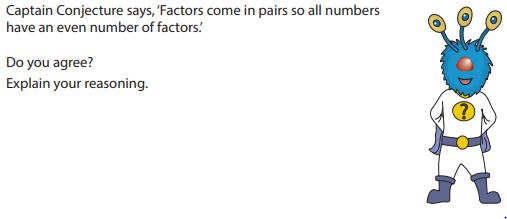 Captain Conjecture says, ‘Factors come in pairs so all numbers
have an even number of factors.’
Do you agree?
Explain your reasoning.
?